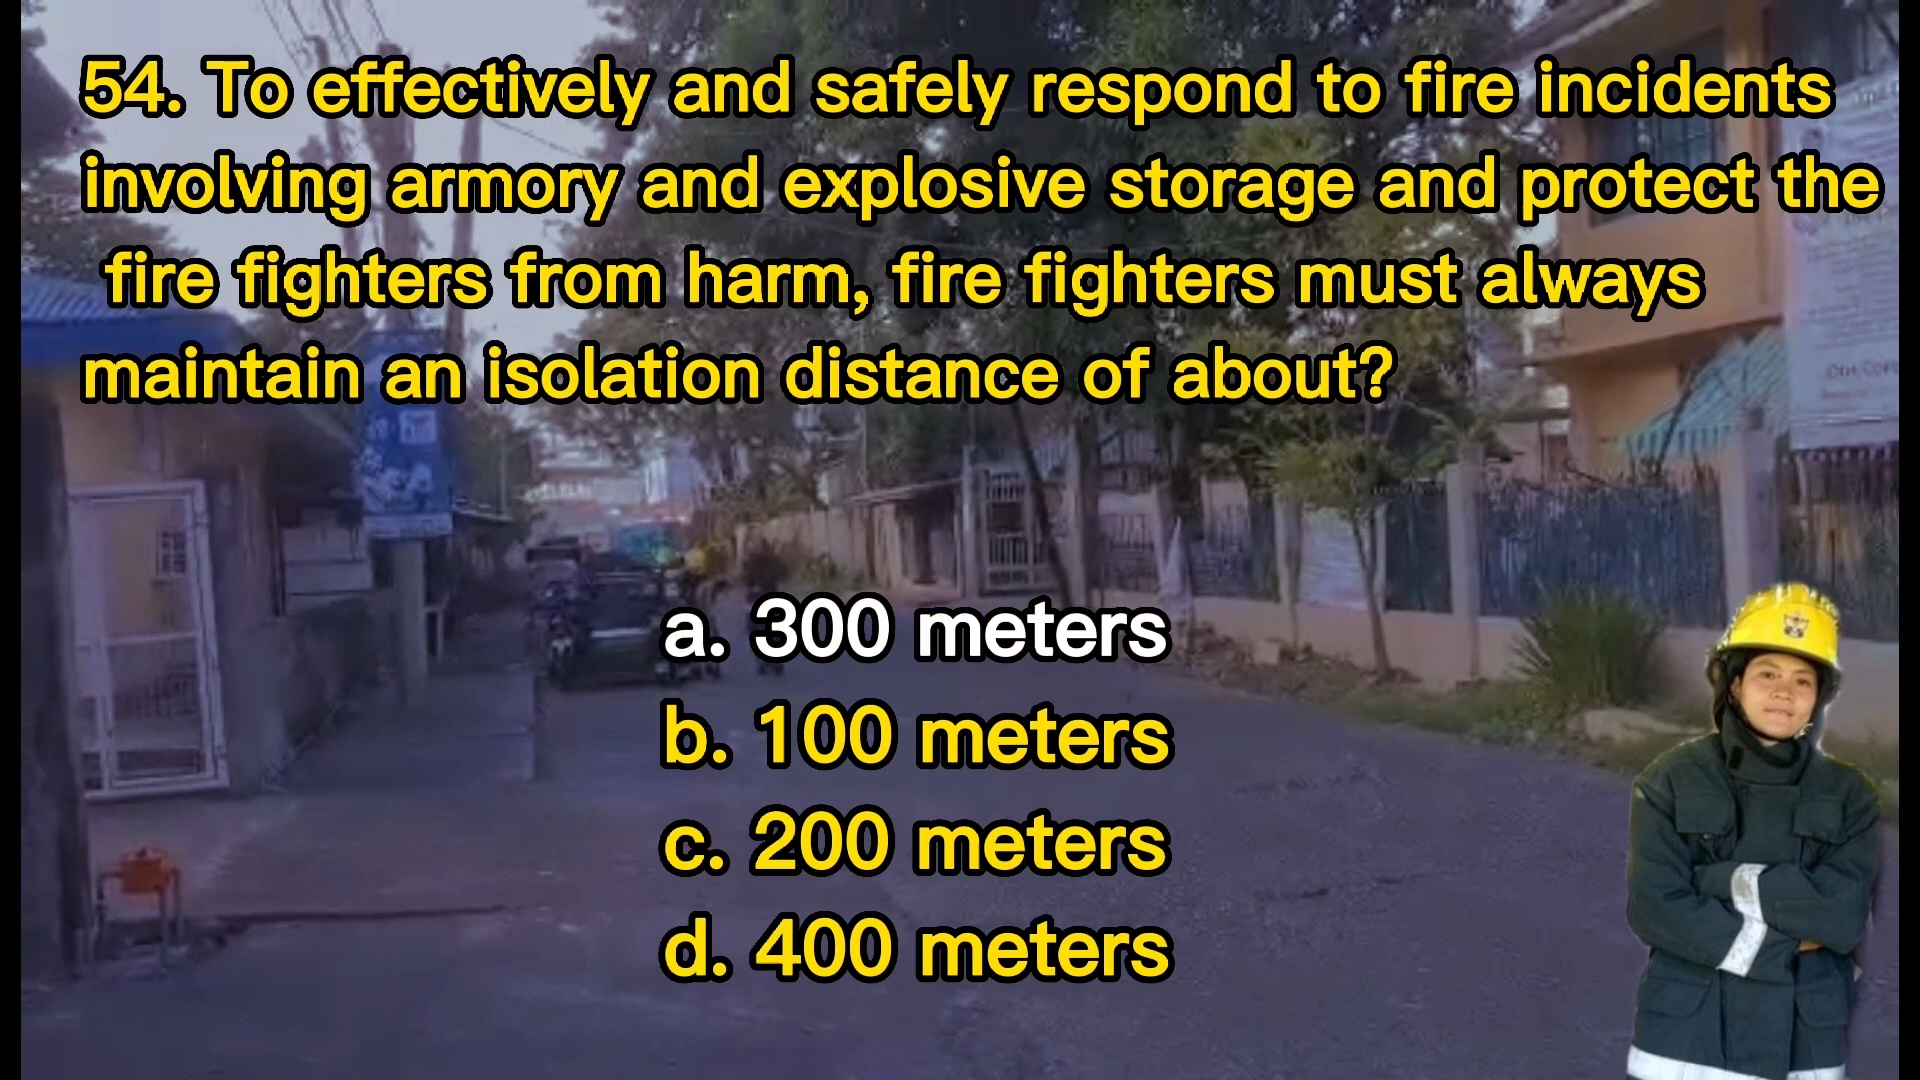 54. To effectively and safely respond to fire incidents
involving armory and explosive storage and protect the
fire fighters from harm, fire fighters must always
maintain an isolation distance of about?
a. 300 meters
b. 100 meters
c. 200 meters
d. 400 meters